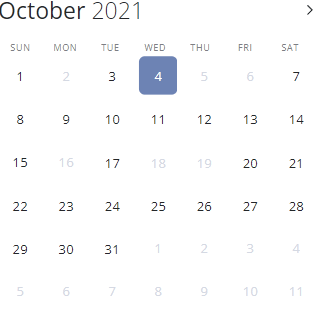 October 2021
SUN MON TUE WED THU FRI SAT
1 2 3 4 5 6 7
8 9 10 11 12 13 14
15 16 17 18 19 20 21
22 23 24 25 26 27 28
29 30 31 1 2 3 4
5 6 7 8 9 10 11